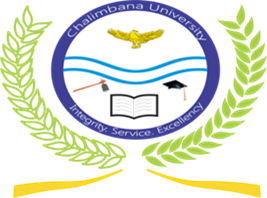 Chalimbana University
Integrity, Service, Excellency